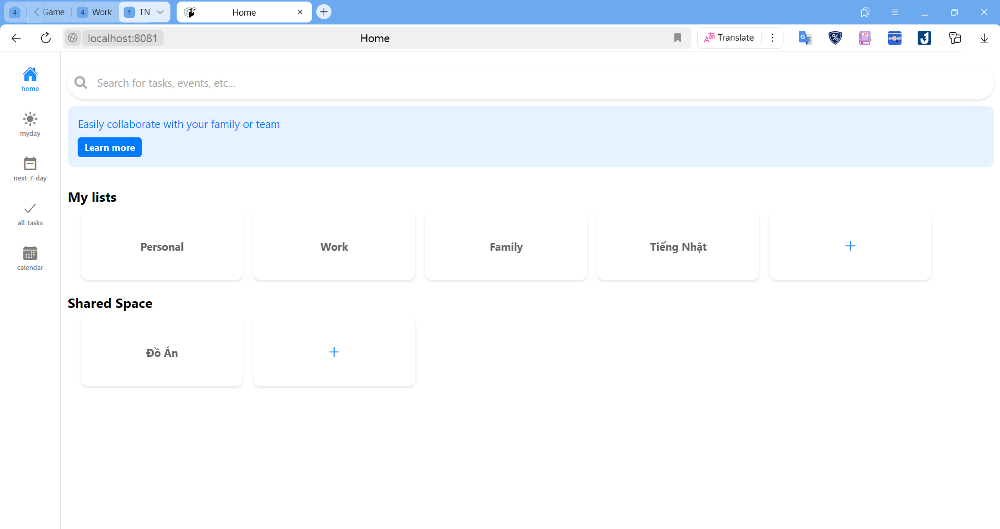 4 Game 4 Work 1 TN Home
localhost:8081 Home Translate
home
myday
next-7-day
all-tasks
calendar
Search for tasks, events, etc...
Easily collaborate with your family or team
Learn more
My lists
Personal Work Family Tiếng Nhật +
Shared Space
Đồ Án +